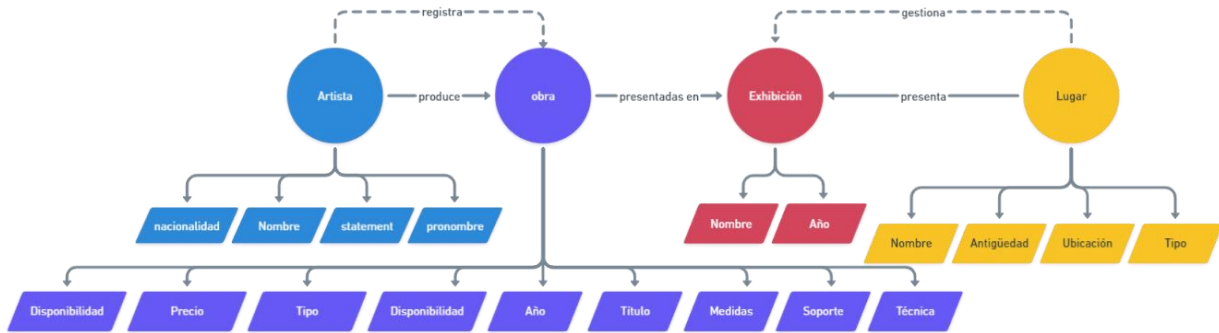 registra
gestiona
Artista
produce
obra
presentadas en
Exhibición
presenta
Lugar
nacionalidad
Nombre
statement
pronombre
Nombre
Año
Nombre
Antigüedad
Ubicación
Tipo
Disponibilidad
Precio
Tipo
Disponibilidad
Año
Título
Medidas
Soporte
Técnica